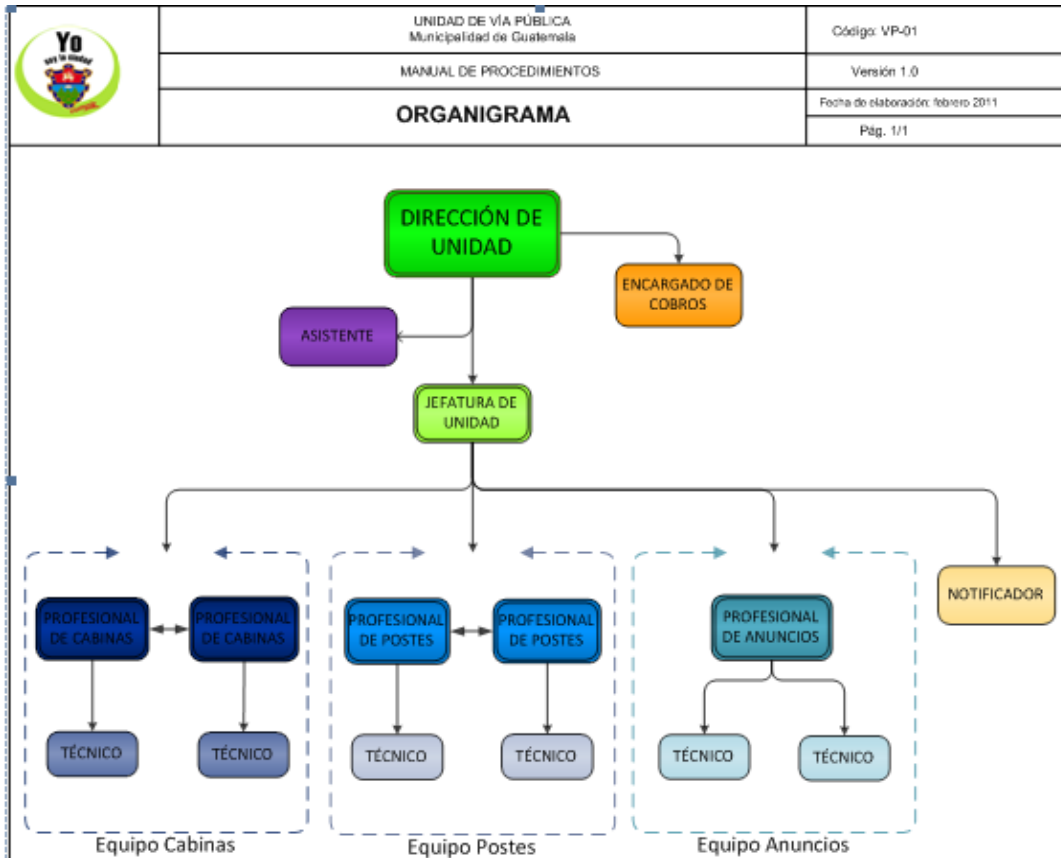 Yo
soy la ciudad
UNIDAD DE VÍA PÚBLICA
Municipalidad de Guatemala
Código: VP-01
MANUAL DE PROCEDIMIENTOS
Versión 1.0
ORGANIGRAMA
Fecha de elaboración: febrero 2011
Pág. 1/1
DIRECCIÓN DE
UNIDAD
ENCARGADO DE
COBROS
ASISTENTE
JEFATURA DE
UNIDAD
PROFESIONAL
DE CABINAS
PROFESIONAL
DE CABINAS
PROFESIONAL
DE POSTES
PROFESIONAL
DE POSTES
PROFESIONAL
DE ANUNCIOS
NOTIFICADOR
TÉCNICO
TÉCNICO
TÉCNICO
TÉCNICO
TÉCNICO
TÉCNICO
Equipo Cabinas
Equipo Postes
Equipo Anuncios